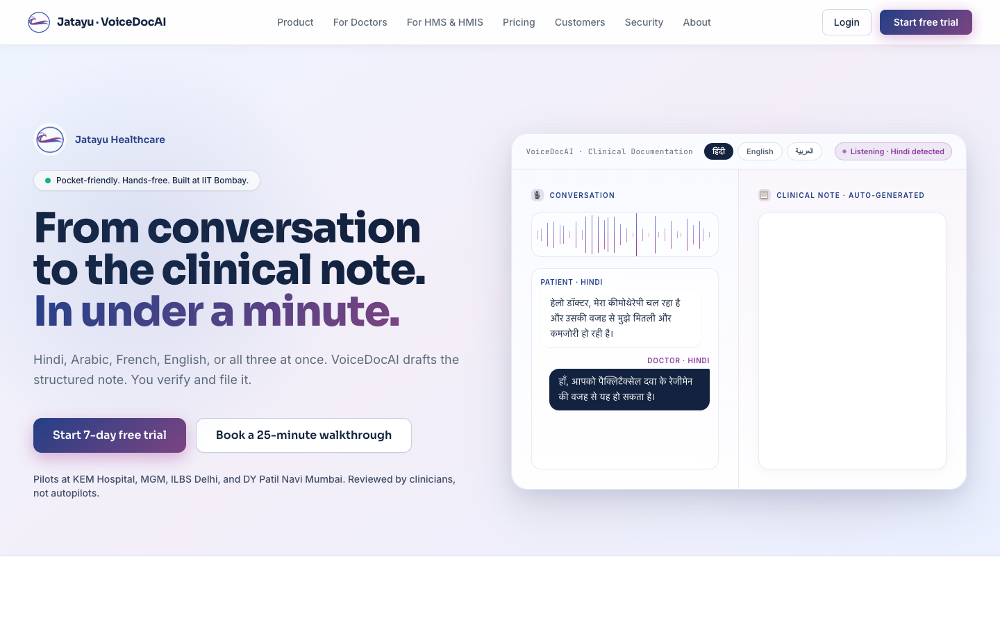 Jatayu · VoiceDocAI
Product
For Doctors
For HMS & HMIS
Pricing
Customers
Security
About
Login
Start free trial
Jatayu Healthcare
Pocket-friendly. Hands-free. Built at IIT Bombay.
From conversation
to the clinical note.
In under a minute.
Hindi, Arabic, French, English, or all three at once. VoiceDocAI drafts the
structured note. You verify and file it.
Start 7-day free trial
Book a 25-minute walkthrough
Pilots at KEM Hospital, MGM, ILBS Delhi, and DY Patil Navi Mumbai. Reviewed by clinicians,
not autopilots.
VoiceDocAI · Clinical Documentation
हिंदी
English
العربية
Listening · Hindi detected
CONVERSATION
PATIENT · HINDI
हेलो डॉक्टर, मेरा कीमोथेरेपी चल रहा है
और उसकी वजह से मुझे मितली और
कमजोरी हो रही है।
DOCTOR · HINDI
हाँ, आपको पैक्लिटैक्सेल दवा के रेजीमेन
की वजह से यह हो सकता है।
CLINICAL NOTE · AUTO-GENERATED